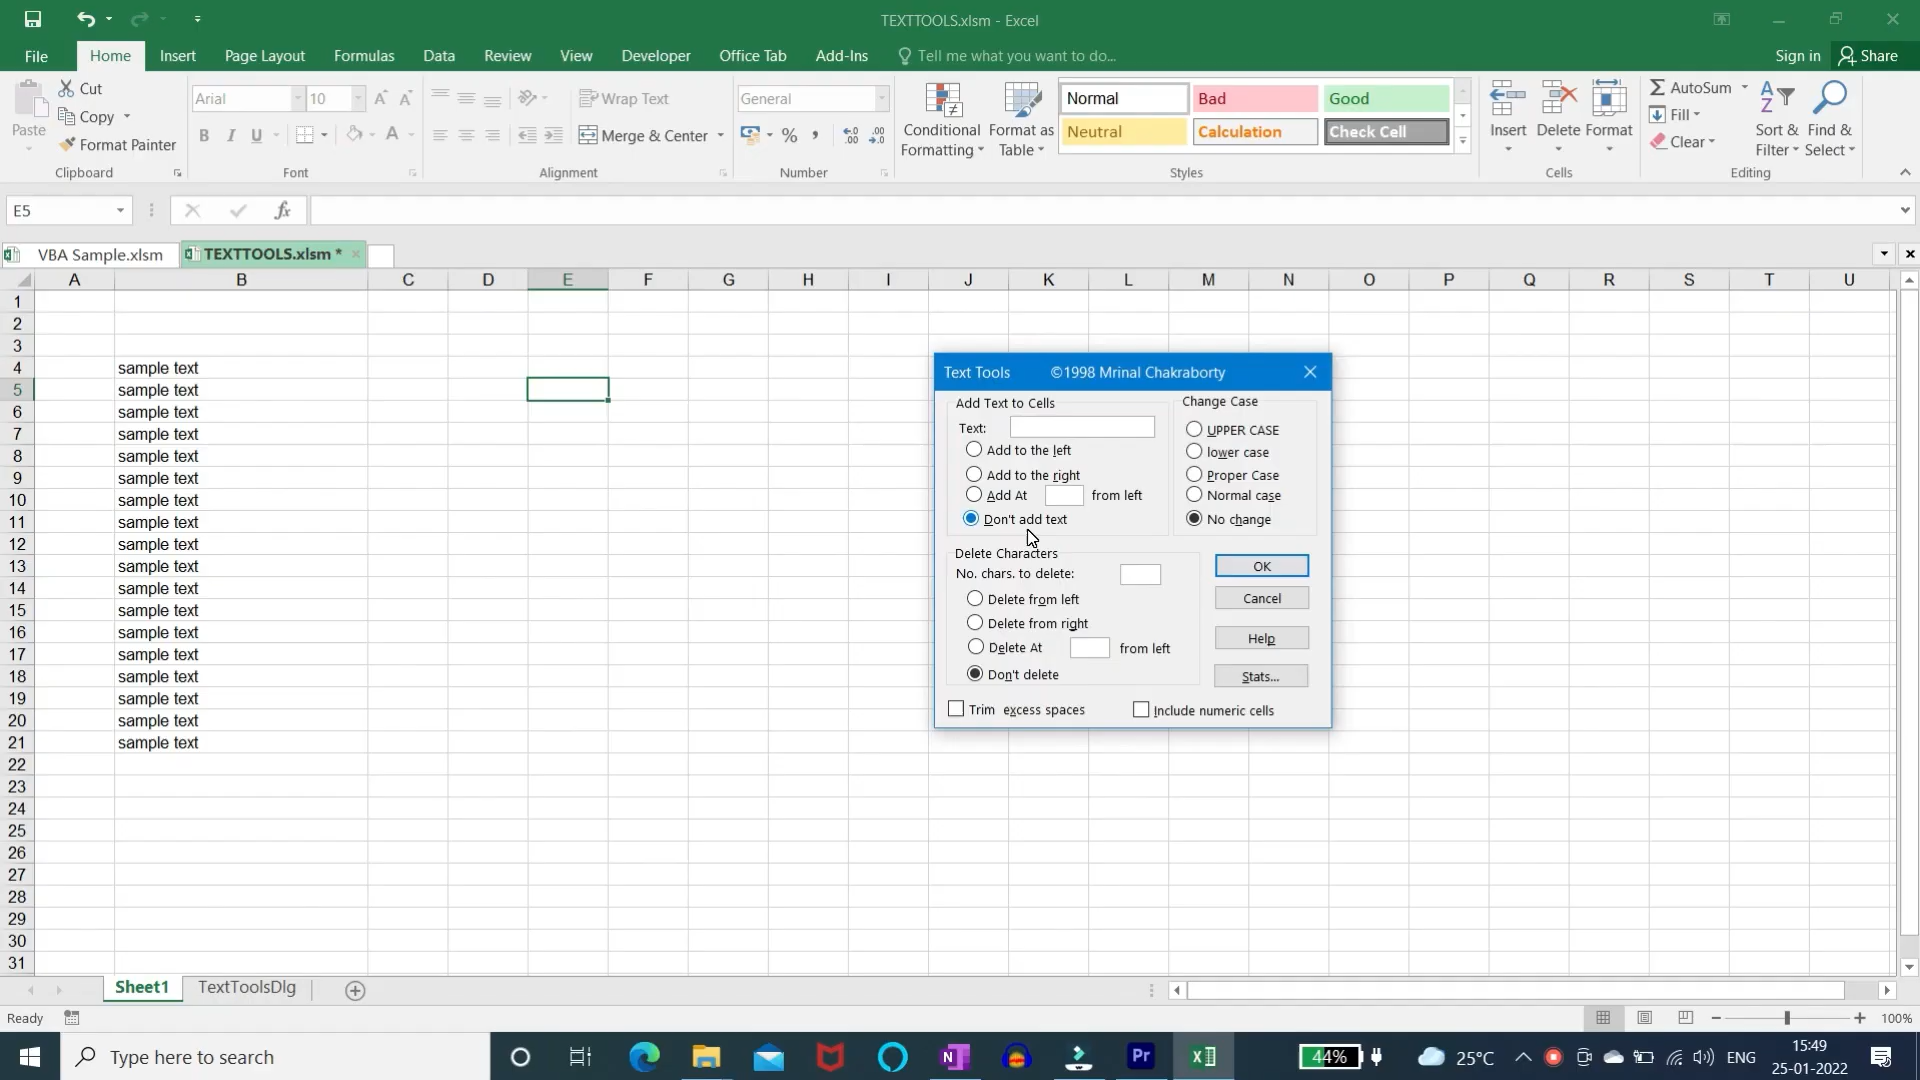 TEXTTOOLS.xlsm - Excel
File Home Insert Page Layout Formulas Data Review View Developer Office Tab Add-Ins Tell me what you want to do... Sign in Share
Paste
Cut
Copy
Format Painter
Clipboard
Arial 10
B I U
Font
Wrap Text
Merge & Center
Alignment
General
%
Number
Conditional Formatting
Format as Table
Normal Bad Good
Neutral Calculation Check Cell
Styles
Insert Delete Format
Cells
AutoSum
Fill
Clear
Sort & Filter
Find & Select
Editing
E5 fx
VBA Sample.xlsm TEXTTOOLS.xlsm *
A B C D E F G H I J K L M N O P Q R S T U
1
2
3
4 sample text
5 sample text
6 sample text
7 sample text
8 sample text
9 sample text
10 sample text
11 sample text
12 sample text
13 sample text
14 sample text
15 sample text
16 sample text
17 sample text
18 sample text
19 sample text
20 sample text
21 sample text
22
23
24
25
26
27
28
29
30
31
Text Tools ©1998 Mrinal Chakraborty
Add Text to Cells
Text:
Add to the left
Add to the right
Add At from left
Don't add text
Change Case
UPPER CASE
lower case
Proper Case
Normal case
No change
Delete Characters
No. chars. to delete:
Delete from left
Delete from right
Delete At from left
Don't delete
OK
Cancel
Help
Stats...
Trim excess spaces Include numeric cells
Sheet1 TextToolsDlg
Ready 100%
Type here to search
44% 25°C ENG 15:49
25-01-2022